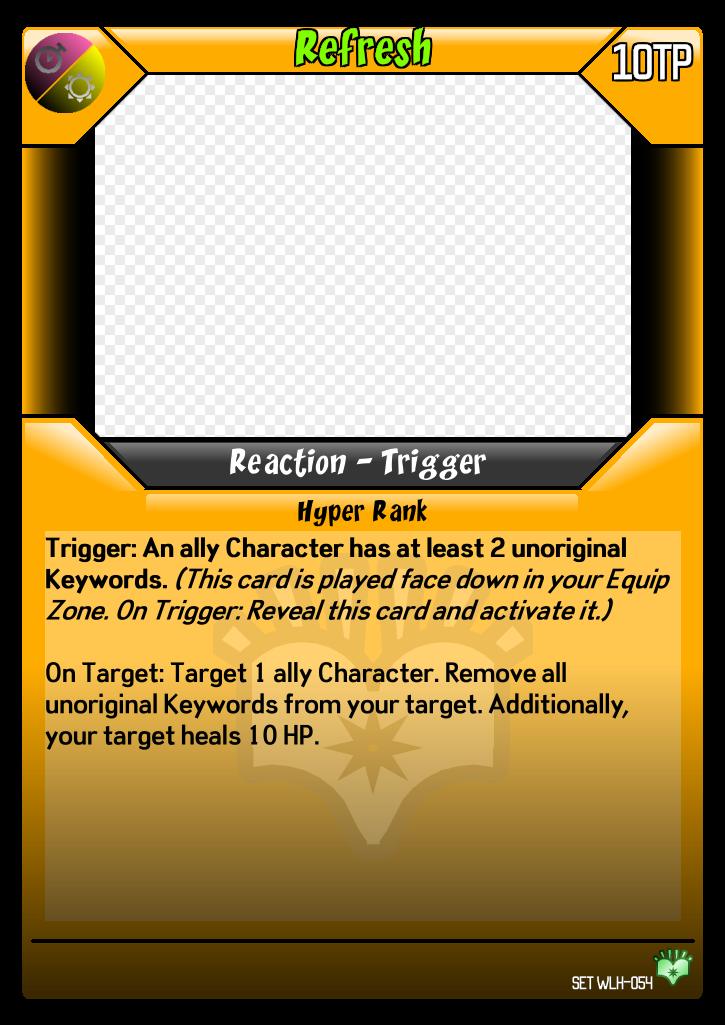 Refresh
10TP
Reaction - Trigger
Hyper Rank
Trigger: An ally Character has at least 2 unoriginal
Keywords. (This card is played face down in your Equip
Zone. On Trigger: Reveal this card and activate it.)
On Target: Target 1 ally Character. Remove all
unoriginal Keywords from your target. Additionally,
your target heals 10 HP.
SET WLH-054